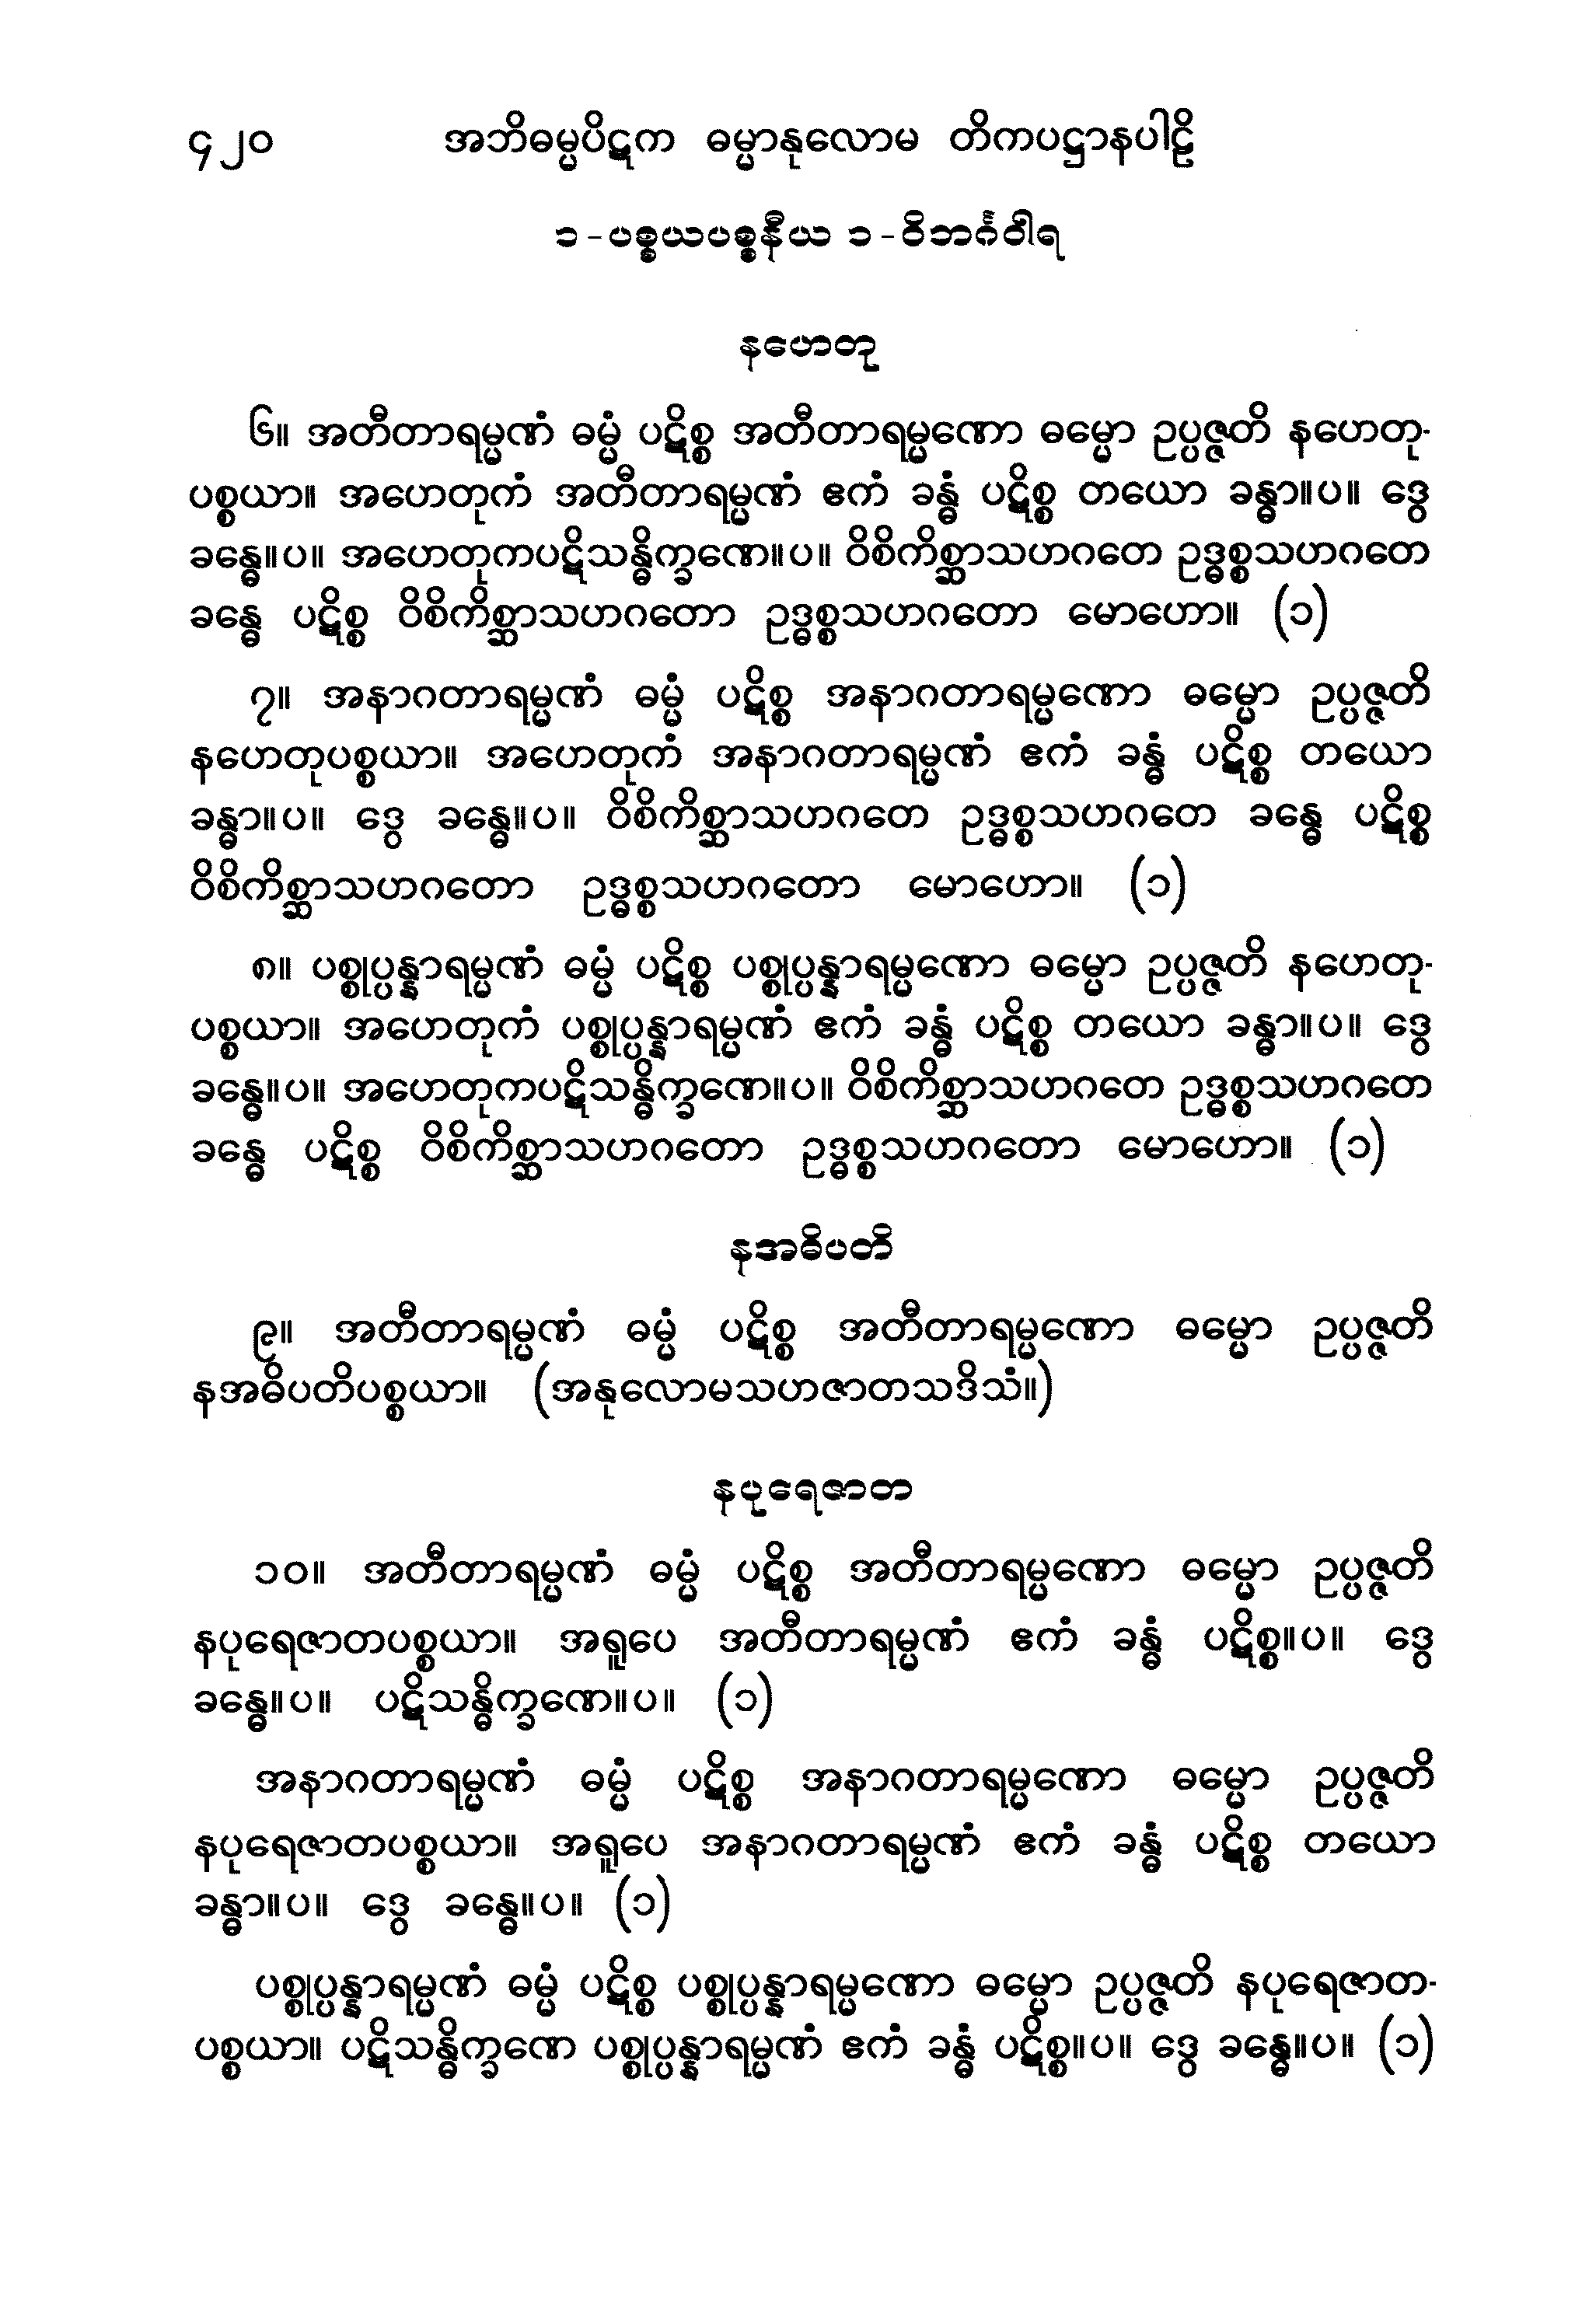 ၄၂၀ အဘိဓမ္မပိဋက ဓမ္မာနုလောမ တိကပဋ္ဌာနပါဠိ
၁-ပစ္စယပစ္စနီယ ၁-ဝိဘင်္ဂဝါရ
နဟေတု
၆။ အတီတာရမ္မဏံ ဓမ္မံ ပဋိစ္စ အတီတာရမ္မဏော ဓမ္မော ဥပ္ပဇ္ဇတိ နဟေတု-
ပစ္စယာ။ အဟေတုကံ အတီတာရမ္မဏံ ဧကံ ခန္ဓံ ပဋိစ္စ တယော ခန္ဓာ။ပ။ ဒွေ
ခန္ဓေ။ပ။ အဟေတုကပဋိသန္ဓိက္ခဏေ။ပ။ ဝိစိကိစ္ဆာသဟဂတေ ဥဒ္ဓစ္စသဟဂတေ
ခန္ဓေ ပဋိစ္စ ဝိစိကိစ္ဆာသဟဂတော ဥဒ္ဓစ္စသဟဂတော မောဟော။ (၁)
၇။ အနာဂတာရမ္မဏံ ဓမ္မံ ပဋိစ္စ အနာဂတာရမ္မဏော ဓမ္မော ဥပ္ပဇ္ဇတိ
နဟေတုပစ္စယာ။ အဟေတုကံ အနာဂတာရမ္မဏံ ဧကံ ခန္ဓံ ပဋိစ္စ တယော
ခန္ဓာ။ပ။ ဒွေ ခန္ဓေ။ပ။ ဝိစိကိစ္ဆာသဟဂတေ ဥဒ္ဓစ္စသဟဂတေ ခန္ဓေ ပဋိစ္စ
ဝိစိကိစ္ဆာသဟဂတော ဥဒ္ဓစ္စသဟဂတော မောဟော။ (၁)
၈။ ပစ္စုပ္ပန္နာရမ္မဏံ ဓမ္မံ ပဋိစ္စ ပစ္စုပ္ပန္နာရမ္မဏော ဓမ္မော ဥပ္ပဇ္ဇတိ နဟေတု-
ပစ္စယာ။ အဟေတုကံ ပစ္စုပ္ပန္နာရမ္မဏံ ဧကံ ခန္ဓံ ပဋိစ္စ တယော ခန္ဓာ။ပ။ ဒွေ
ခန္ဓေ။ပ။ အဟေတုကပဋိသန္ဓိက္ခဏေ။ပ။ ဝိစိကိစ္ဆာသဟဂတေ ဥဒ္ဓစ္စသဟဂတေ
ခန္ဓေ ပဋိစ္စ ဝိစိကိစ္ဆာသဟဂတော ဥဒ္ဓစ္စသဟဂတော မောဟော။ (၁)
နအဓိပတိ
၉။ အတီတာရမ္မဏံ ဓမ္မံ ပဋိစ္စ အတီတာရမ္မဏော ဓမ္မော ဥပ္ပဇ္ဇတိ
နအဓိပတိပစ္စယာ။ (အနုလောမသဟဇာတသဒိသံ။)
နပုရေဇာတ
၁၀။ အတီတာရမ္မဏံ ဓမ္မံ ပဋိစ္စ အတီတာရမ္မဏော ဓမ္မော ဥပ္ပဇ္ဇတိ
နပုရေဇာတပစ္စယာ။ အရူပေ အတီတာရမ္မဏံ ဧကံ ခန္ဓံ ပဋိစ္စ။ပ။ ဒွေ
ခန္ဓေ။ပ။ ပဋိသန္ဓိက္ခဏေ။ပ။ (၁)
အနာဂတာရမ္မဏံ ဓမ္မံ ပဋိစ္စ အနာဂတာရမ္မဏော ဓမ္မော ဥပ္ပဇ္ဇတိ
နပုရေဇာတပစ္စယာ။ အရူပေ အနာဂတာရမ္မဏံ ဧကံ ခန္ဓံ ပဋိစ္စ တယော
ခန္ဓာ။ပ။ ဒွေ ခန္ဓေ။ပ။ (၁)
ပစ္စုပ္ပန္နာရမ္မဏံ ဓမ္မံ ပဋိစ္စ ပစ္စုပ္ပန္နာရမ္မဏော ဓမ္မော ဥပ္ပဇ္ဇတိ နပုရေဇာတ-
ပစ္စယာ။ ပဋိသန္ဓိက္ခဏေ ပစ္စုပ္ပန္နာရမ္မဏံ ဧကံ ခန္ဓံ ပဋိစ္စ။ပ။ ဒွေ ခန္ဓေ။ပ။ (၁)